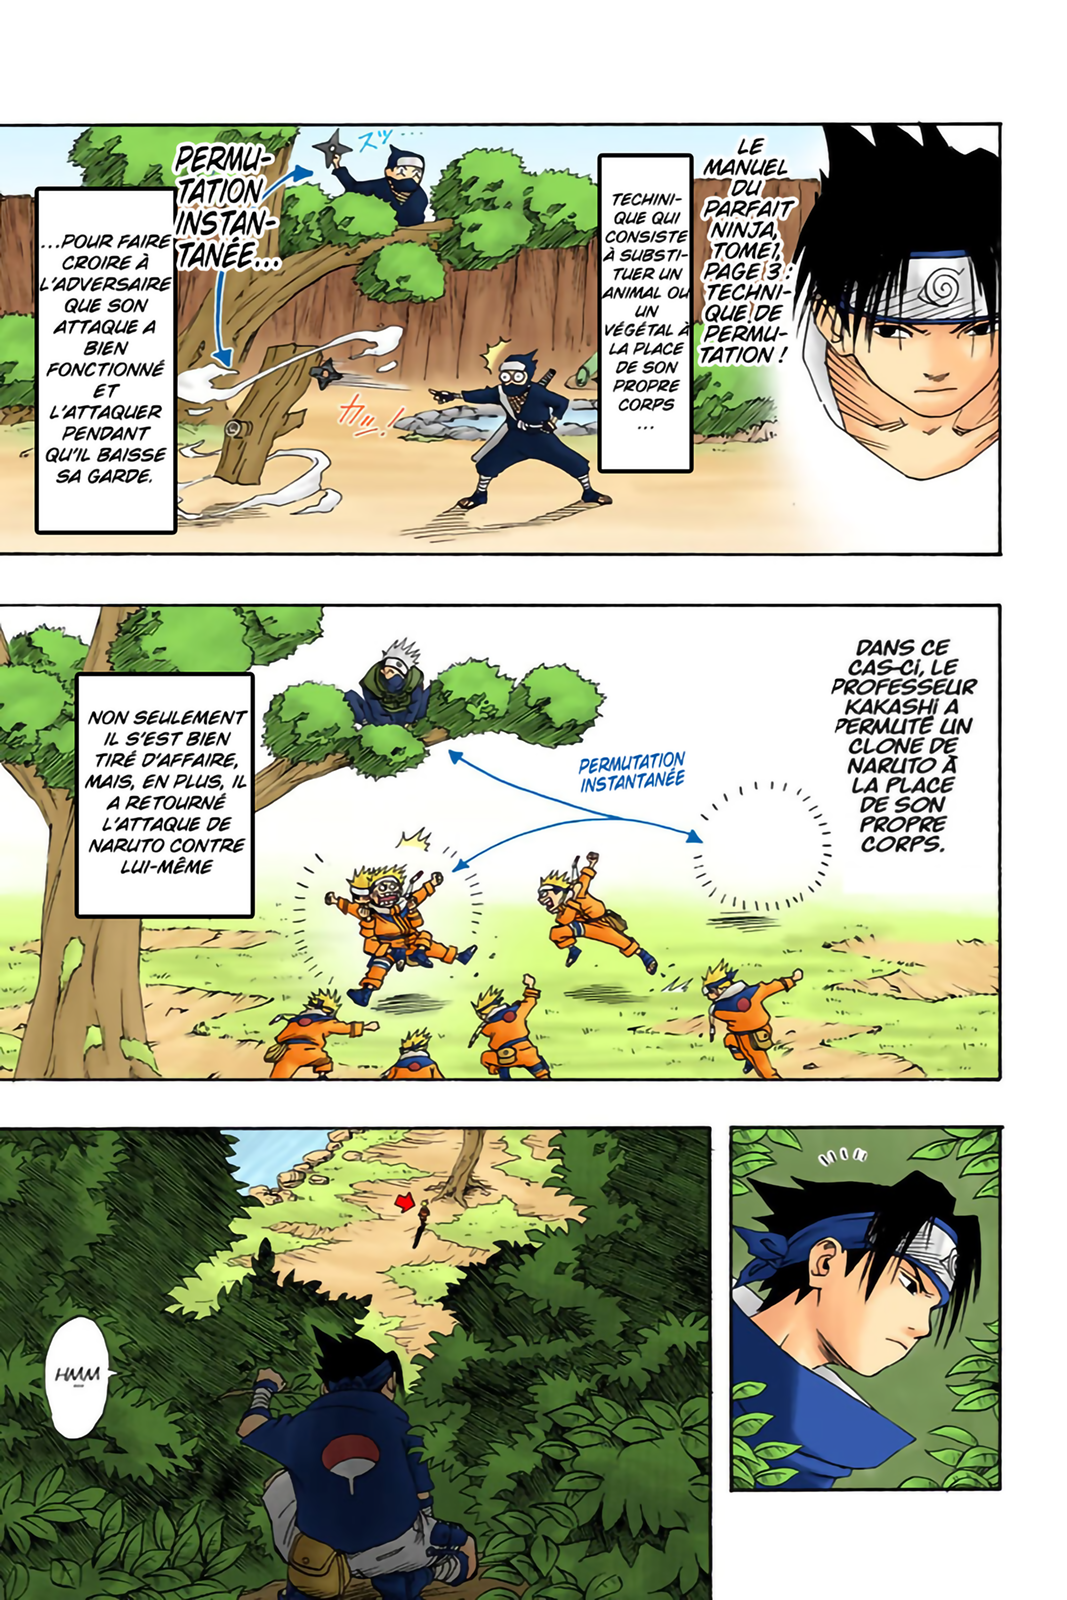 LE
MANUEL
DU
PARFAIT
NINJA,
TOME1,
PAGE 3 :
TECHNI-
QUE DE
PERMU-
TATION !
TECHINI-
QUE QUI
CONSISTE
À SUBSTI-
TUER UN
ANIMAL OU
UN
VÉGÉTAL À
LA PLACE
DE SON
PROPRE
CORPS
...
スッ...
カッ!
PERMU-
TATION
INSTAN-
TANÉE...
...POUR FAIRE
CROIRE À
L'ADVERSAIRE
QUE SON
ATTAQUE A
BIEN
FONCTIONNÉ
ET
L'ATTAQUER
PENDANT
QU'IL BAISSE
SA GARDE.
DANS CE
CAS-Ci, LE
PROFESSEUR
KAKASHi A
PERMUTÉ UN
CLONE DE
NARUTO À
LA PLACE
DE SON
PROPRE
CORPS.
PERMUTATION
INSTANTANÉE
NON SEULEMENT
IL S'EST BIEN
TIRÉ D'AFFAIRE,
MAIS, EN PLUS, IL
A RETOURNÉ
L'ATTAQUE DE
NARUTO CONTRE
LUI-MÊME
HMM
...